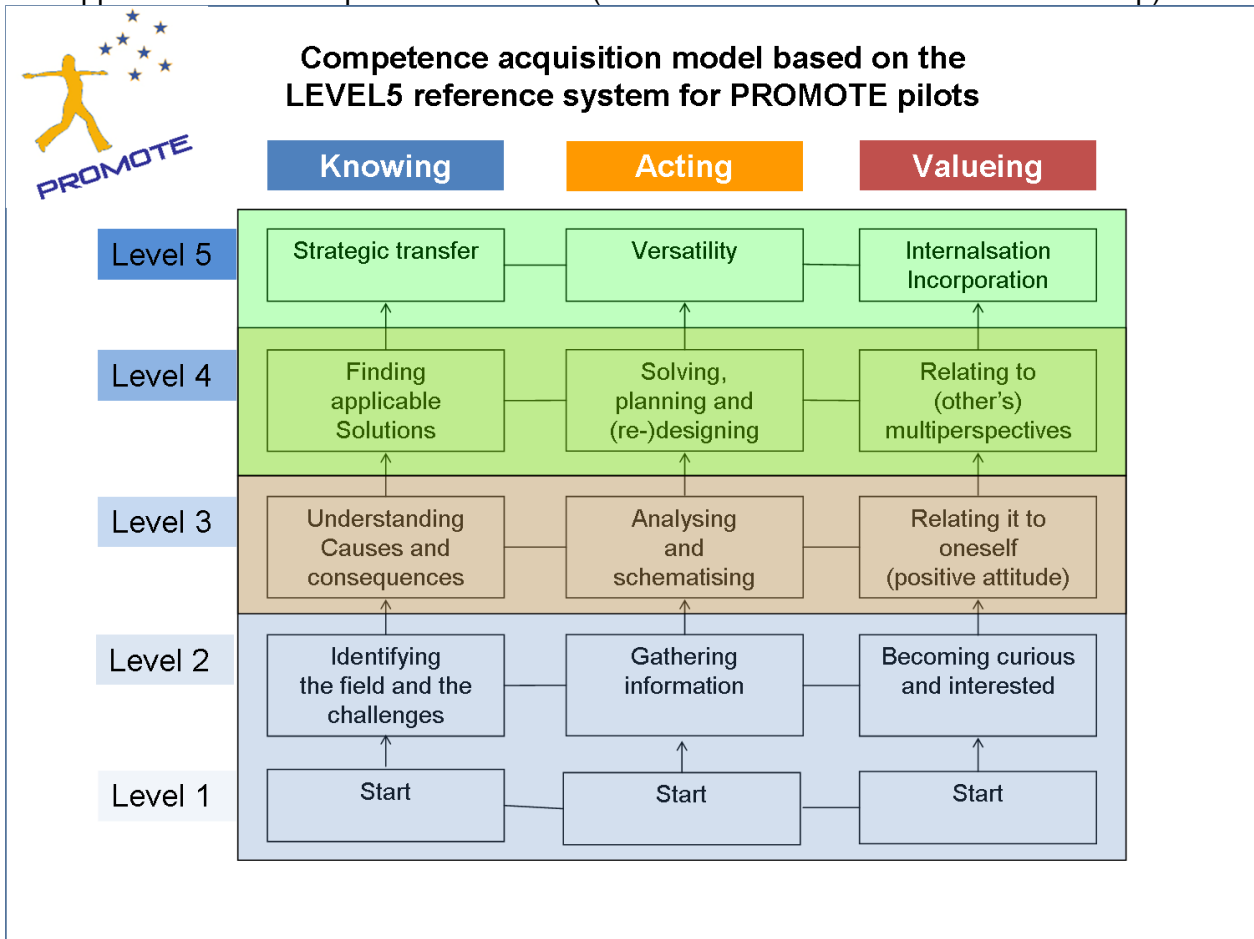 Competence acquisition model based on the
LEVEL5 reference system for PROMOTE pilots
PROMOTE
Knowing
Acting
Valueing
Level 5
Strategic transfer
Versatility
Internalsation
Incorporation
Level 4
Finding
applicable
Solutions
Solving,
planning and
(re-)designing
Relating to
(other's)
multiperspectives
Level 3
Understanding
Causes and
consequences
Analysing
and
schematising
Relating it to
oneself
(positive attitude)
Level 2
Identifying
the field and the
challenges
Gathering
information
Becoming curious
and interested
Level 1
Start
Start
Start